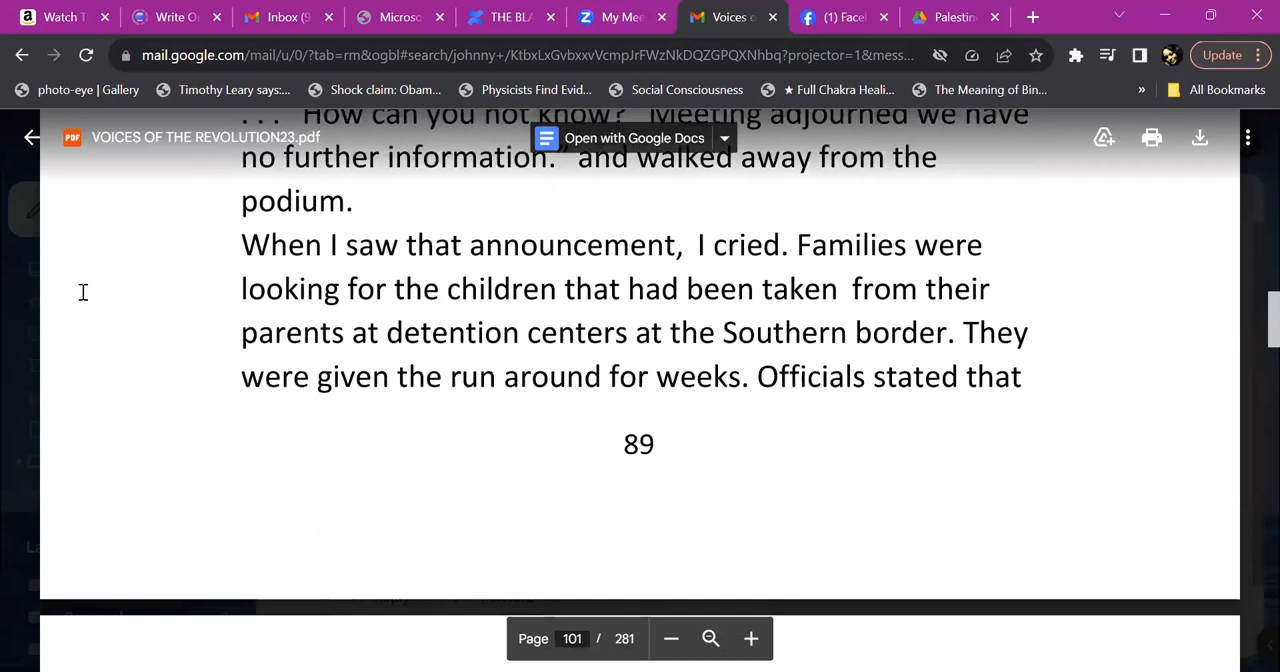 Watch T
Write O
Inbox (9
Microso
THE BLA
My Mee
Voices o
(1) Face
Palestin
mail.google.com/mail/u/0/?tab=rm&ogbl#search/johnny+/KtbxLxGvbxxvVcmpJrFWzNkDQZGPQXNhbq?projector=1&mess...
Update
photo-eye | Gallery
Timothy Leary says:...
Shock claim: Obam...
Physicists Find Evid...
Social Consciousness
★ Full Chakra Heali...
The Meaning of Bin...
»
All Bookmarks
. . . "How can you not know?" "Meeting adjourned we have
PDF
VOICES OF THE REVOLUTION23.pdf
Open with Google Docs
no further information." and walked away from the
podium.
When I saw that announcement, I cried. Families were
looking for the children that had been taken from their
parents at detention centers at the Southern border. They
were given the run around for weeks. Officials stated that
89
Page 101 / 281